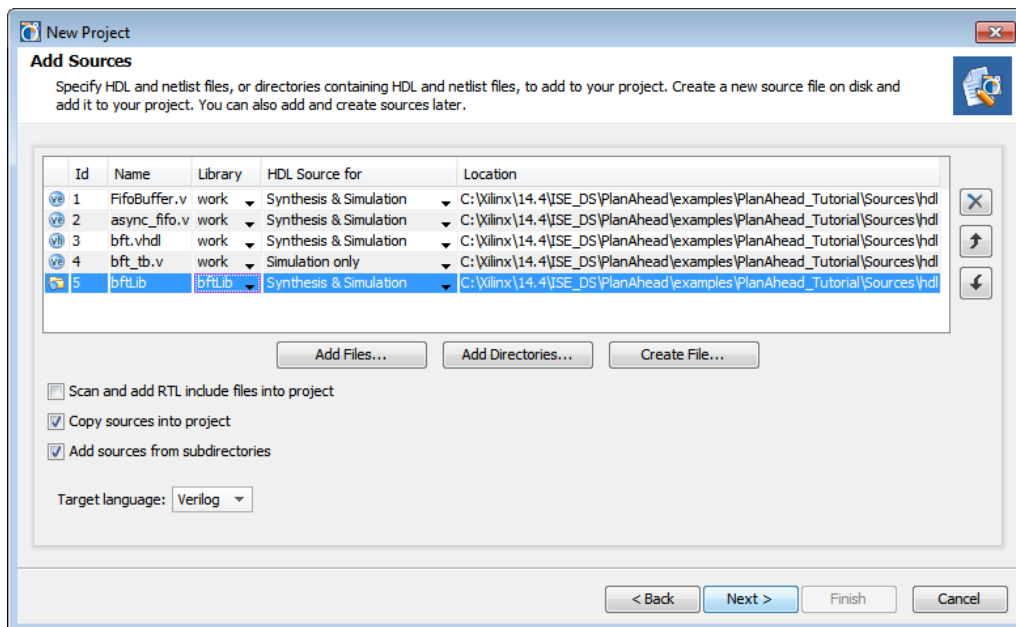 New Project
Add Sources
Specify HDL and netlist files, or directories containing HDL and netlist files, to add to your project. Create a new source file on disk and
add it to your project. You can also add and create sources later.
Id Name Library HDL Source for Location
1 FifoBuffer.v work Synthesis & Simulation C:\Xilinx\14.4\ISE_DS\PlanAhead\examples\PlanAhead_Tutorial\Sources\hdl
2 async_fifo.v work Synthesis & Simulation C:\Xilinx\14.4\ISE_DS\PlanAhead\examples\PlanAhead_Tutorial\Sources\hdl
3 bft.vhdl work Synthesis & Simulation C:\Xilinx\14.4\ISE_DS\PlanAhead\examples\PlanAhead_Tutorial\Sources\hdl
4 bft_tb.v work Simulation only C:\Xilinx\14.4\ISE_DS\PlanAhead\examples\PlanAhead_Tutorial\Sources\hdl
5 bftLib bftLib Synthesis & Simulation C:\Xilinx\14.4\ISE_DS\PlanAhead\examples\PlanAhead_Tutorial\Sources\hdl
Add Files... Add Directories... Create File...
Scan and add RTL include files into project
Copy sources into project
Add sources from subdirectories
Target language: Verilog
< Back Next > Finish Cancel